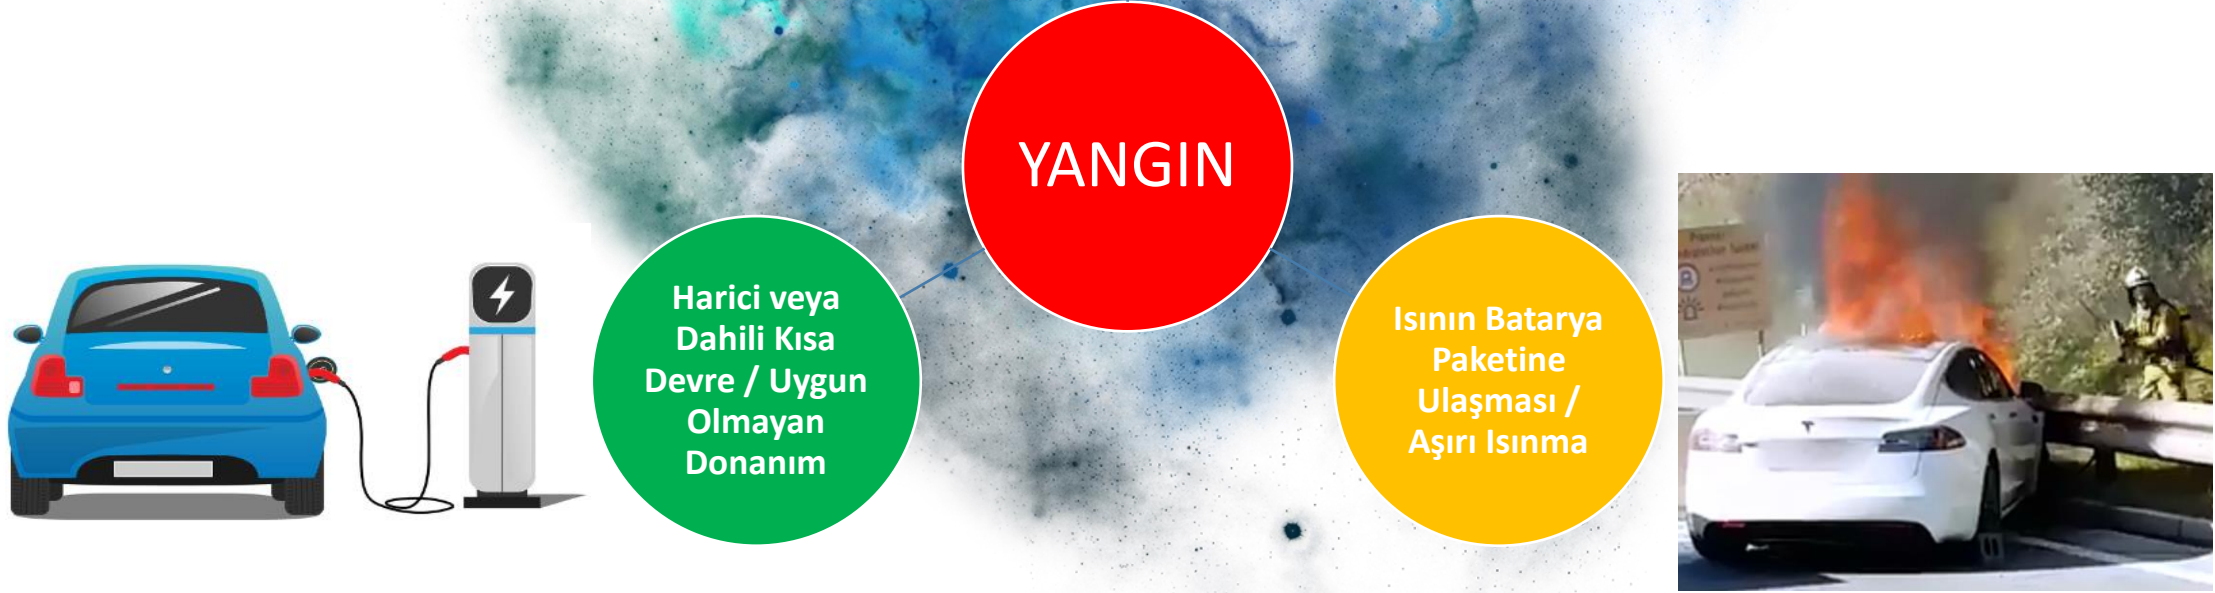 YANGIN
Harici veya
Dahili Kısa
Devre / Uygun
Olmayan
Donanım
Isının Batarya
Paketine
Ulaşması /
Aşırı Isınma